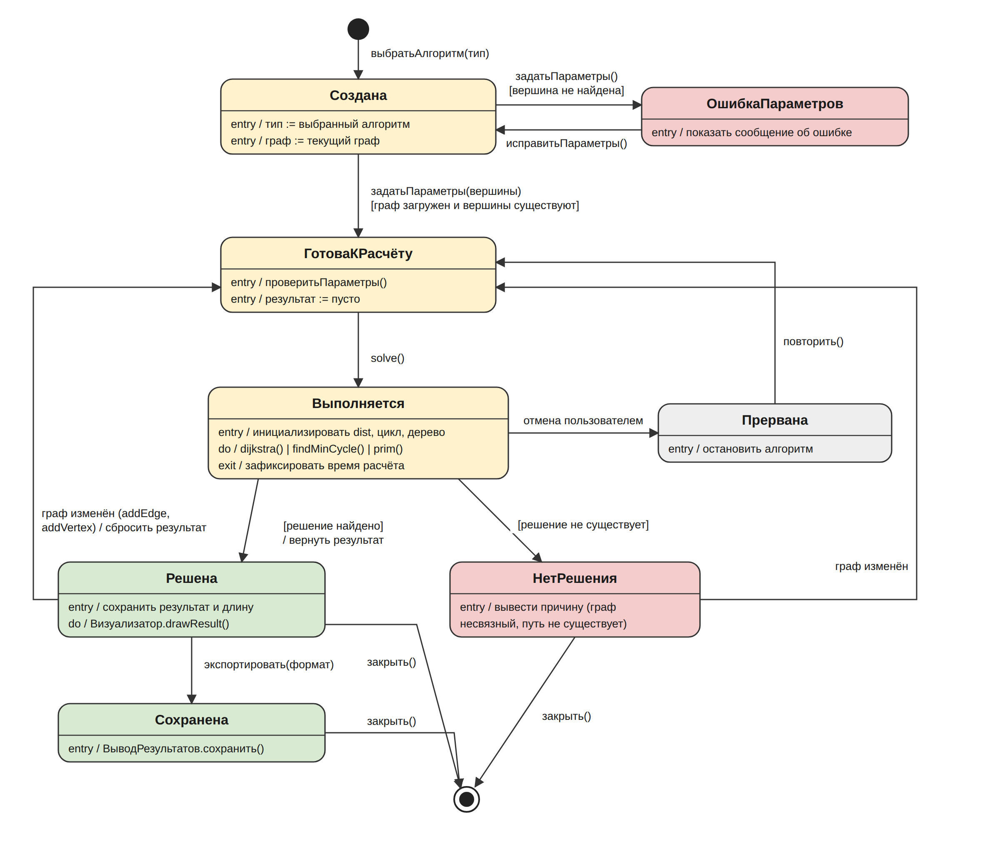 выбратьАлгоритм(тип)
задатьПараметры()
[вершина не найдена]
Создана
entry / тип := выбранный алгоритм
entry / граф := текущий граф
ОшибкаПараметров
entry / показать сообщение об ошибке
исправитьПараметры()
задатьПараметры(вершины)
[граф загружен и вершины существуют]
ГотоваКРасчёту
entry / проверитьПараметры()
entry / результат := пусто
повторить()
solve()
Выполняется
entry / инициализировать dist, цикл, дерево
do / dijkstra() | findMinCycle() | prim()
exit / зафиксировать время расчёта
отмена пользователем
Прервана
entry / остановить алгоритм
граф изменён (addEdge,
addVertex) / сбросить результат
[решение найдено]
/ вернуть результат
[решение не существует]
граф изменён
Решена
entry / сохранить результат и длину
do / Визуализатор.drawResult()
НетРешения
entry / вывести причину (граф
несвязный, путь не существует)
экспортировать(формат)
закрыть()
Сохранена
entry / ВыводРезультатов.сохранить()
закрыть()
закрыть()